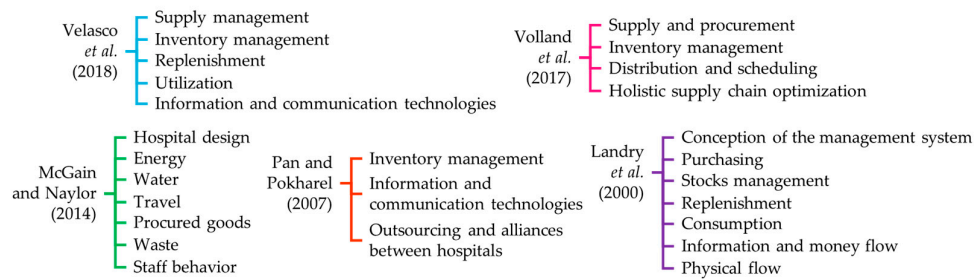 Velasco
et al.
(2018)
Supply management
Inventory management
Replenishment
Utilization
Information and communication technologies
Volland
et al.
(2017)
Supply and procurement
Inventory management
Distribution and scheduling
Holistic supply chain optimization
McGain
and Naylor
(2014)
Hospital design
Energy
Water
Travel
Procured goods
Waste
Staff behavior
Pan and
Pokharel
(2007)
Inventory management
Information and
communication technologies
Outsourcing and alliances
between hospitals
Landry
et al.
(2000)
Conception of the management system
Purchasing
Stocks management
Replenishment
Consumption
Information and money flow
Physical flow